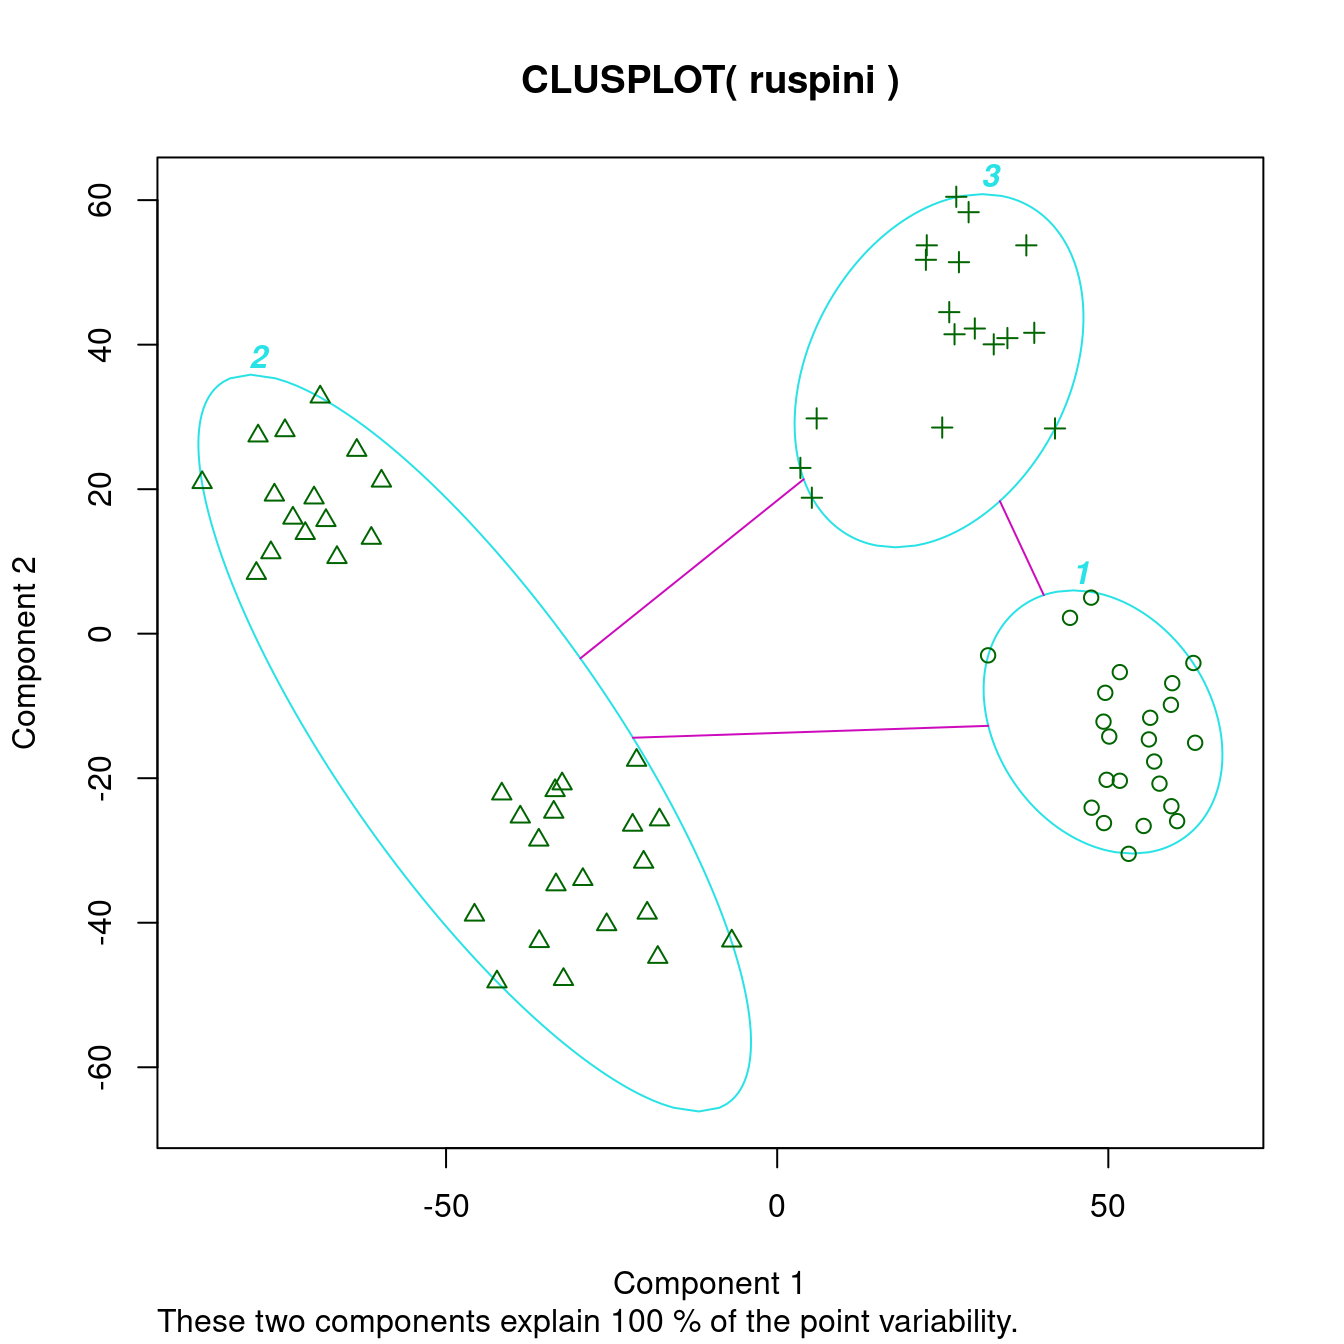 CLUSPLOT( ruspini )
3
2
1
60
40
20
0
-20
-40
-60
Component 2
-50 0 50
Component 1
These two components explain 100 % of the point variability.